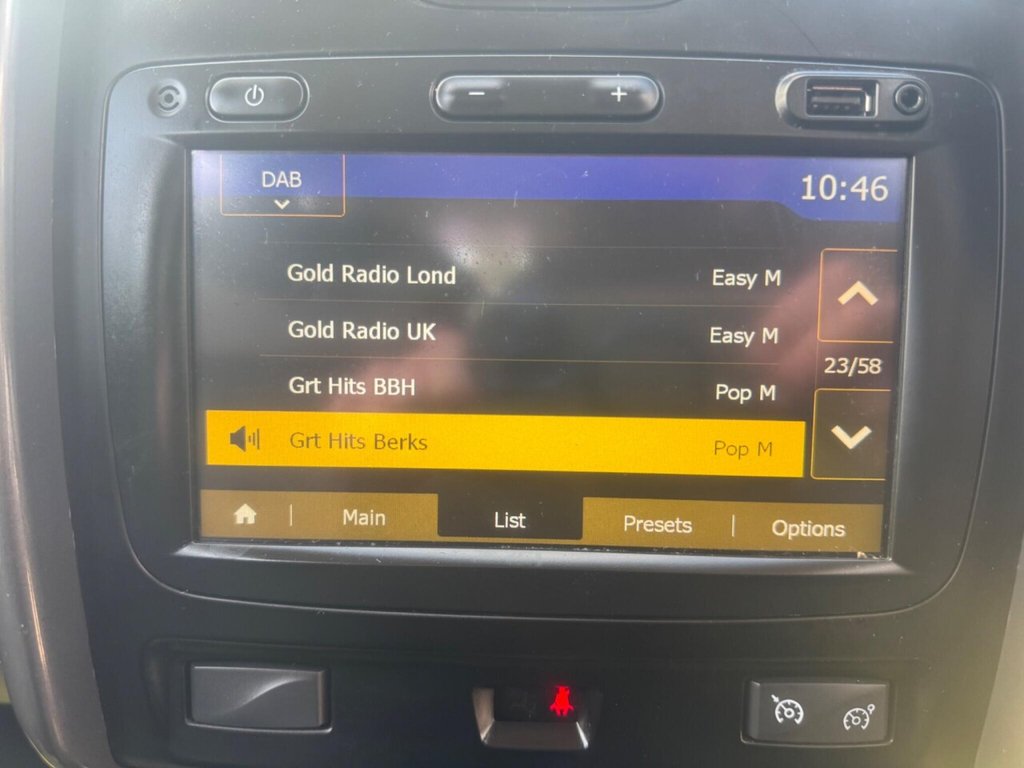 DAB
10:46
Gold Radio Lond Easy M
Gold Radio UK Easy M
23/58
Grt Hits BBH Pop M
Grt Hits Berks Pop M
Main List Presets Options